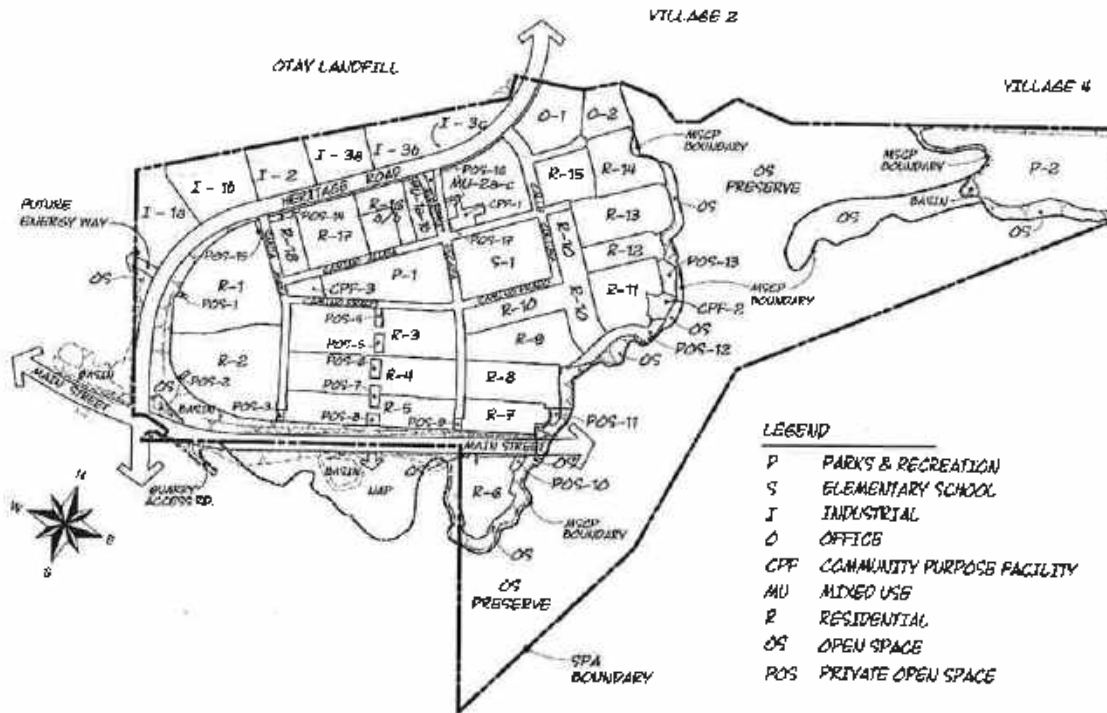 VILLAGE 2
OTAY LANDFILL
VILLAGE 4
I-3c
O-1
O-2
I-3b
I-3a
MSCP
BOUNDARY
MSCP
BOUNDARY
I-2
POS-16
R-15
R-14
OS
PRESERVE
P-2
I-1b
HERITAGE ROAD
MU-2a-c
BASIN
I-1a
POS-14
R-16
a/b
CPF-1
R-13
OS
OS
OS
FUTURE
ENERGY WAY
R-18
R-17
POS-17
R-10
R-12
POS-15
S-1
POS-13
OS
P-1
R-11
MSCP
BOUNDARY
R-1
CPF-3
CPF-2
POS-1
R-10
R-10
OS
POS-4
POS-12
R-3
R-9
OS
POS-5
R-2
POS-6
R-4
R-8
BASIN
POS-2
POS-7
MAIN STREET
OS
BASIN
POS-3
R-5
R-7
POS-8
POS-9
POS-11
MAIN STREET
OS
OS
BASIN
POS-10
QUARRY
ACCESS RD.
NAP
R-6
MSCP
BOUNDARY
N
W
E
S
OS
OS
PRESERVE
SPA
BOUNDARY
LEGEND
P PARKS & RECREATION
S ELEMENTARY SCHOOL
I INDUSTRIAL
O OFFICE
CPF COMMUNITY PURPOSE FACILITY
MU MIXED USE
R RESIDENTIAL
OS OPEN SPACE
POS PRIVATE OPEN SPACE